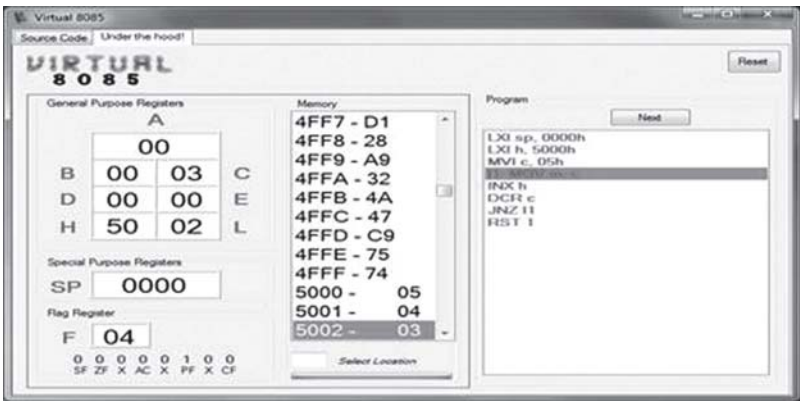 Virtual 8085
Source Code Under the hood!
VIRTUAL
8085
Reset
General Purpose Registers
A
00
B 00 03 C
D 00 00 E
H 50 02 L
Special Purpose Registers
SP 0000
Flag Register
F 04
0 0 0 0 0 1 0 0
SF ZF X AC X PF X CF
Memory
4FF7 - D1
4FF8 - 28
4FF9 - A9
4FFA - 32
4FFB - 4A
4FFC - 47
4FFD - C9
4FFE - 75
4FFF - 74
5000 - 05
5001 - 04
5002 - 03
Select Location
Program
Next
LXI sp, 0000h
LXI h, 5000h
MVI c, 05h
MOV m, c
INX h
DCR c
JNZ l1
RST 1